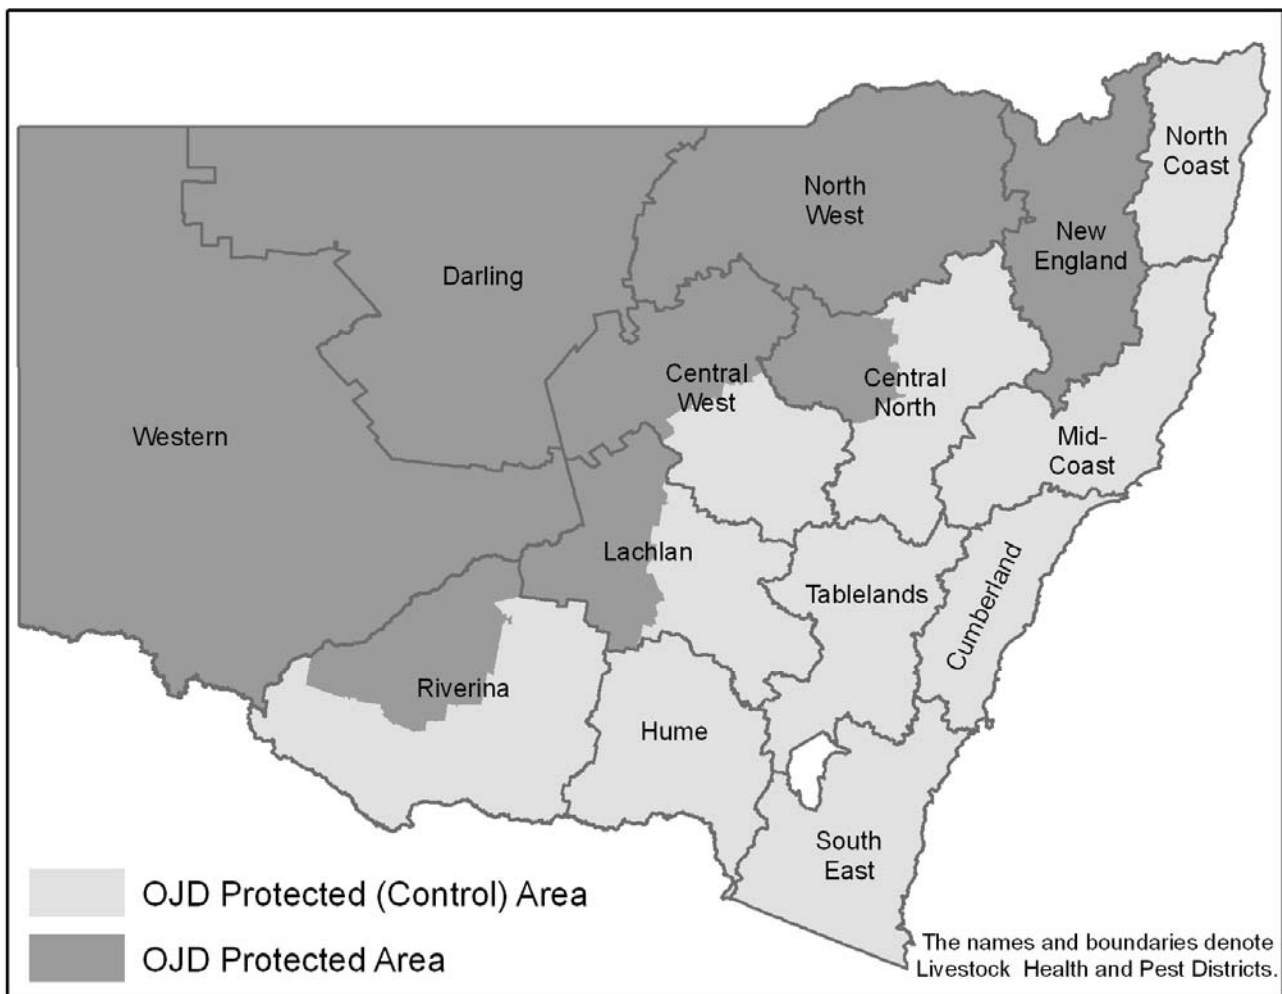 North
Coast
North
West
New
England
Darling
Central
West
Central
North
Western
Mid-
Coast
Lachlan
Tablelands
Cumberland
Riverina
Hume
South
East
OJD Protected (Control) Area
OJD Protected Area
The names and boundaries denote
Livestock Health and Pest Districts.